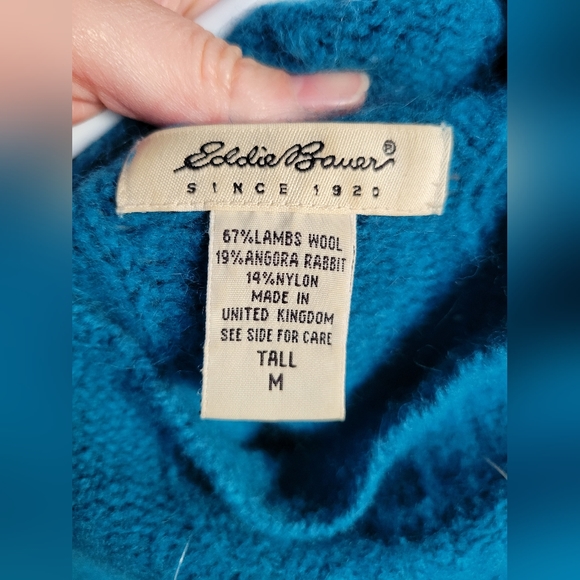 Eddie Bauer®
SINCE 1920
67%LAMBS WOOL
19%ANGORA RABBIT
14%NYLON
MADE IN
UNITED KINGDOM
SEE SIDE FOR CARE
TALL
M